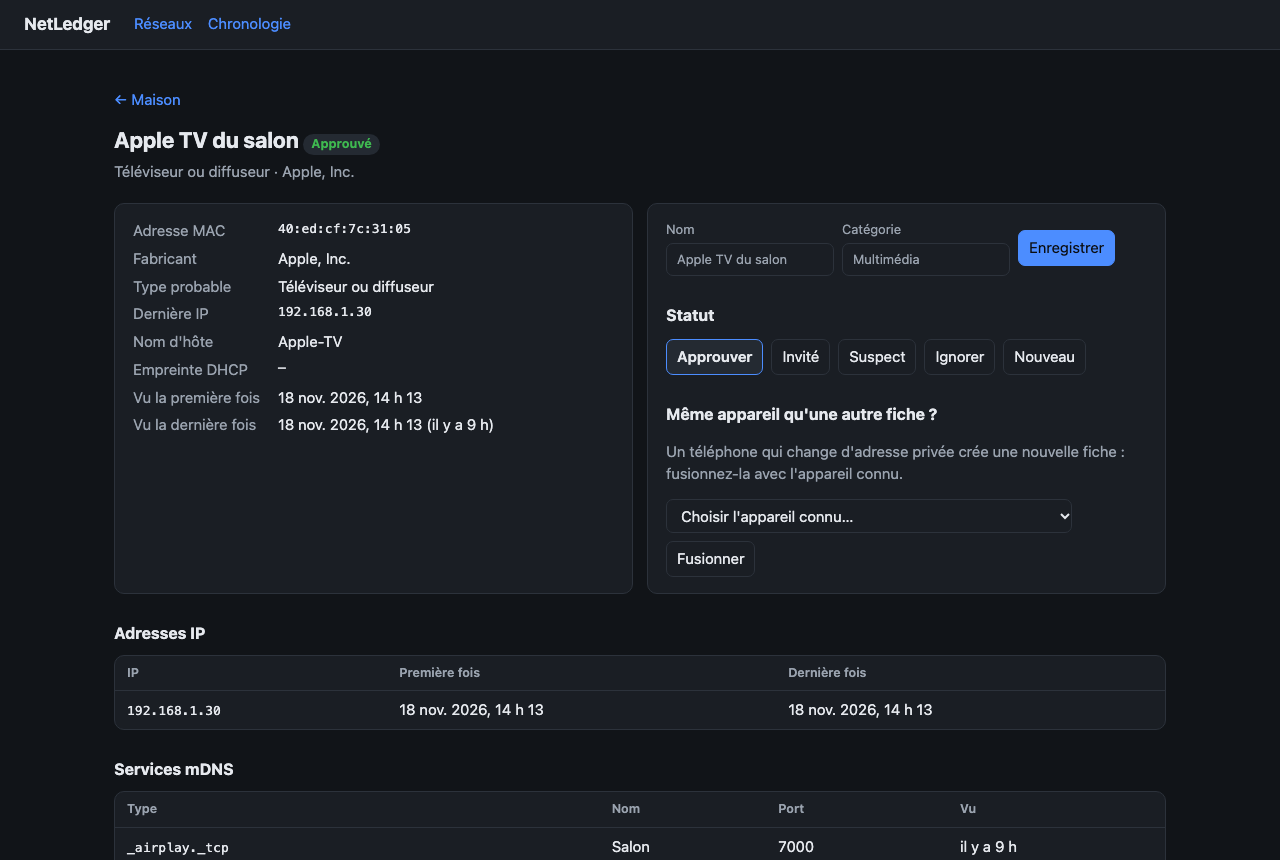 NetLedger Réseaux Chronologie
← Maison
Apple TV du salon Approuvé
Téléviseur ou diffuseur · Apple, Inc.
Adresse MAC 40:ed:cf:7c:31:05
Fabricant Apple, Inc.
Type probable Téléviseur ou diffuseur
Dernière IP 192.168.1.30
Nom d'hôte Apple-TV
Empreinte DHCP –
Vu la première fois 18 nov. 2026, 14 h 13
Vu la dernière fois 18 nov. 2026, 14 h 13 (il y a 9 h)
Nom Catégorie
Apple TV du salon Multimédia Enregistrer
Statut
Approuver Invité Suspect Ignorer Nouveau
Même appareil qu'une autre fiche ?
Un téléphone qui change d'adresse privée crée une nouvelle fiche :
fusionnez-la avec l'appareil connu.
Choisir l'appareil connu...
Fusionner
Adresses IP
IP Première fois Dernière fois
192.168.1.30 18 nov. 2026, 14 h 13 18 nov. 2026, 14 h 13
Services mDNS
Type Nom Port Vu
_airplay._tcp Salon 7000 il y a 9 h